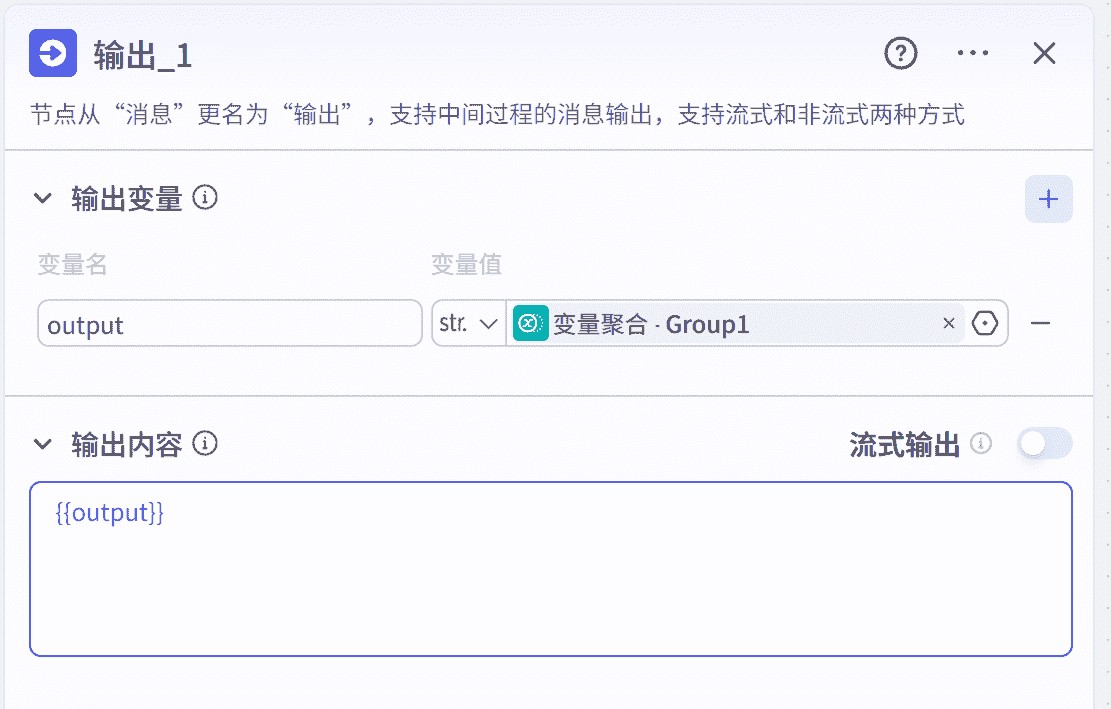 输出_1
节点从“消息”更名为“输出”，支持中间过程的消息输出，支持流式和非流式两种方式
输出变量
变量名 变量值
output str. 变量聚合 · Group1
输出内容 流式输出
{{output}}